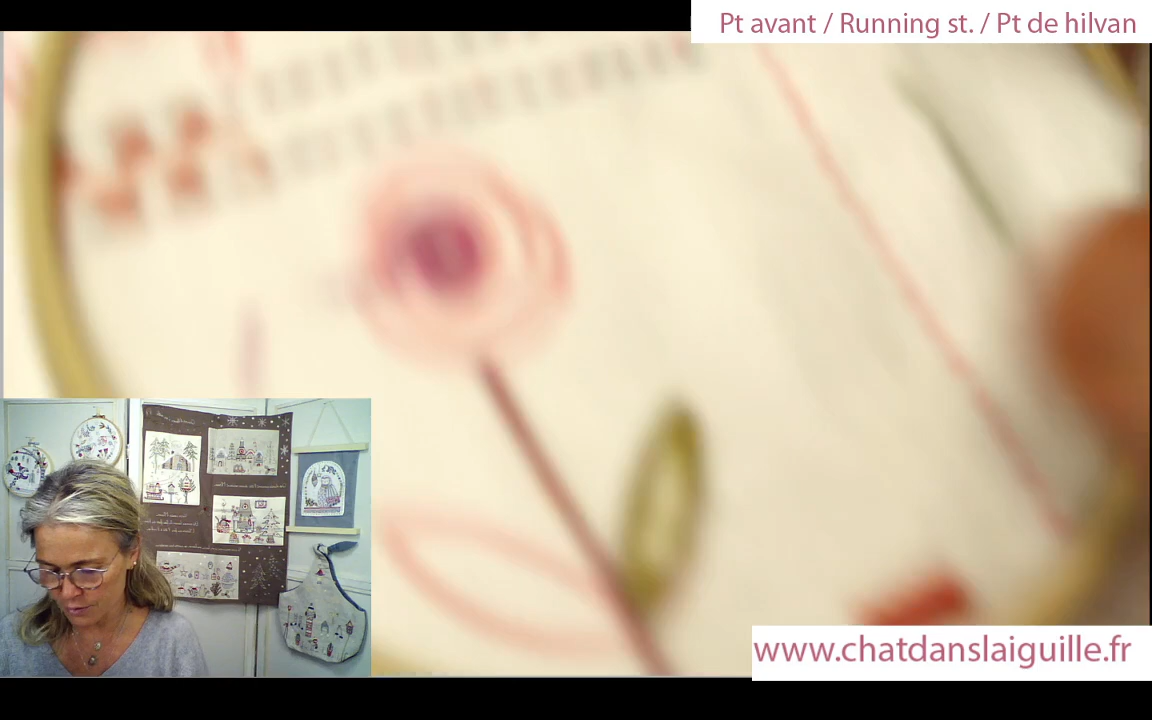 Pt avant / Running st. / Pt de hilvan
www.chatdanslaiguille.fr